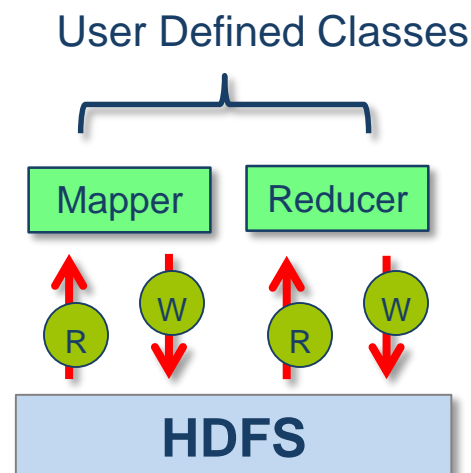 User Defined Classes
Mapper Reducer
W W
R R
HDFS